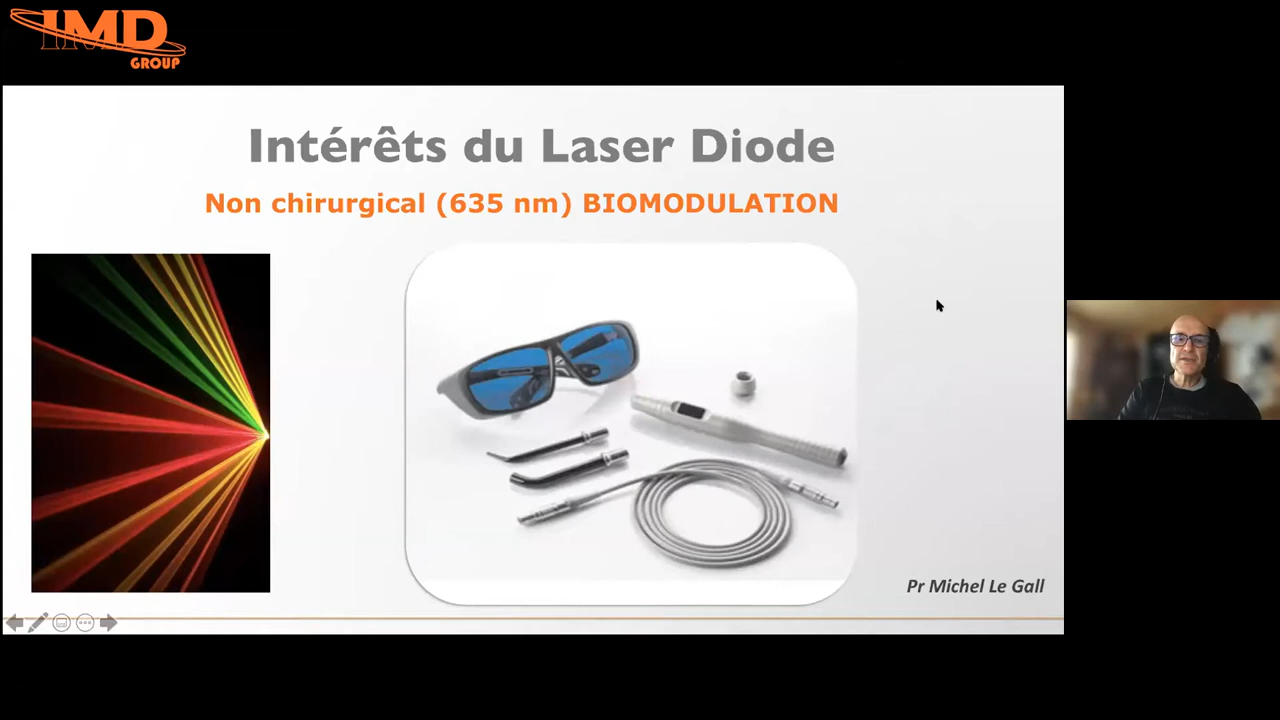 IMD
GROUP
Intérêts du Laser Diode
Non chirurgical (635 nm) BIOMODULATION
Pr Michel Le Gall